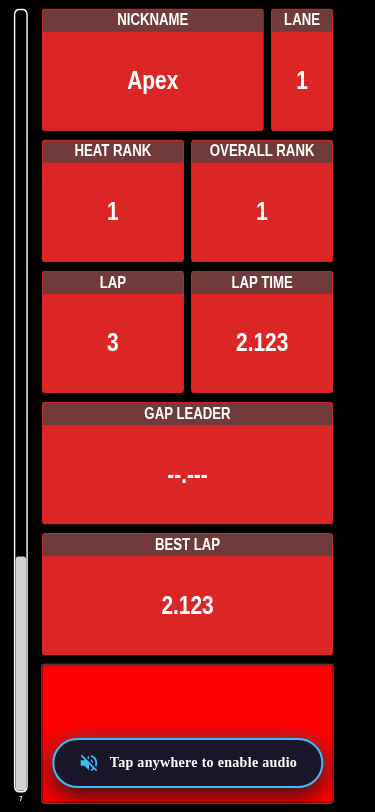 NICKNAME
LANE
Apex
1
HEAT RANK
OVERALL RANK
1
1
LAP
LAP TIME
3
2.123
GAP LEADER
--.---
BEST LAP
2.123
Tap anywhere to enable audio
7